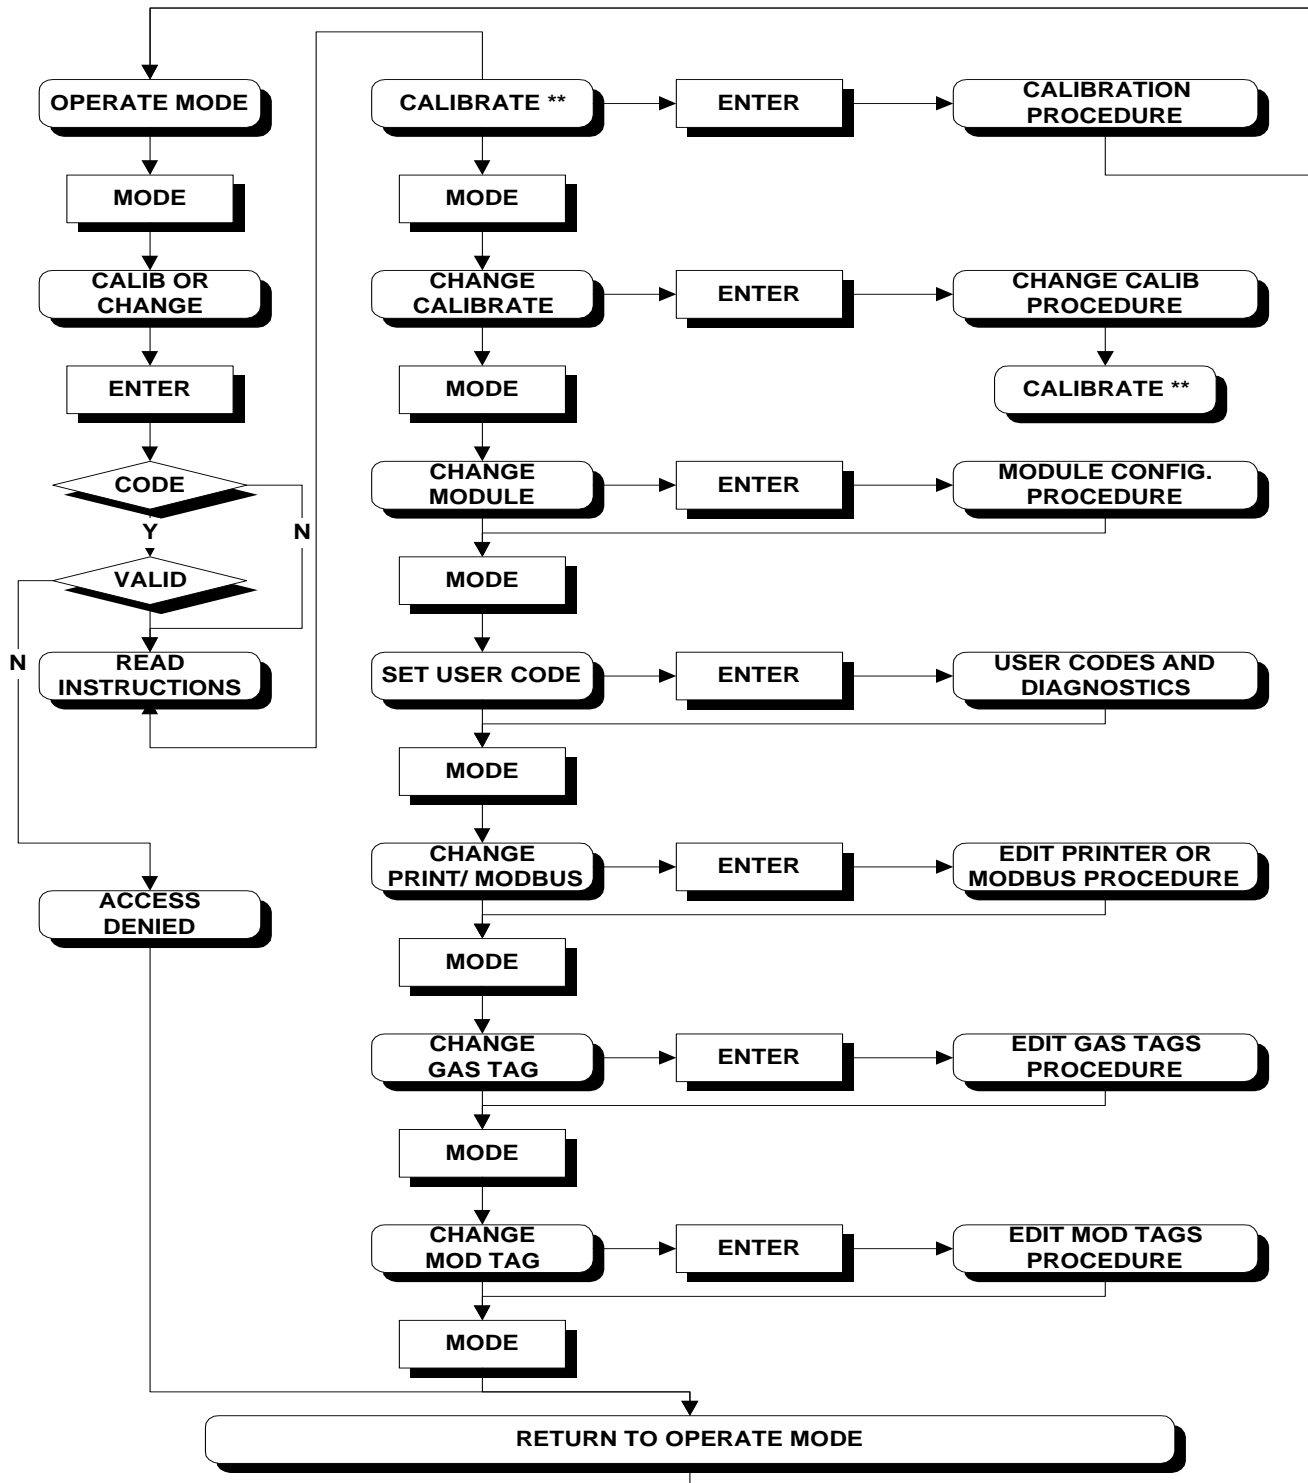 OPERATE MODE
MODE
CALIB OR
CHANGE
ENTER
CODE
Y
N
VALID
N
READ
INSTRUCTIONS
ACCESS
DENIED
CALIBRATE **
ENTER
CALIBRATION
PROCEDURE
MODE
CHANGE
CALIBRATE
ENTER
CHANGE CALIB
PROCEDURE
CALIBRATE **
MODE
CHANGE
MODULE
ENTER
MODULE CONFIG.
PROCEDURE
MODE
SET USER CODE
ENTER
USER CODES AND
DIAGNOSTICS
MODE
CHANGE
PRINT/ MODBUS
ENTER
EDIT PRINTER OR
MODBUS PROCEDURE
MODE
CHANGE
GAS TAG
ENTER
EDIT GAS TAGS
PROCEDURE
MODE
CHANGE
MOD TAG
ENTER
EDIT MOD TAGS
PROCEDURE
MODE
RETURN TO OPERATE MODE